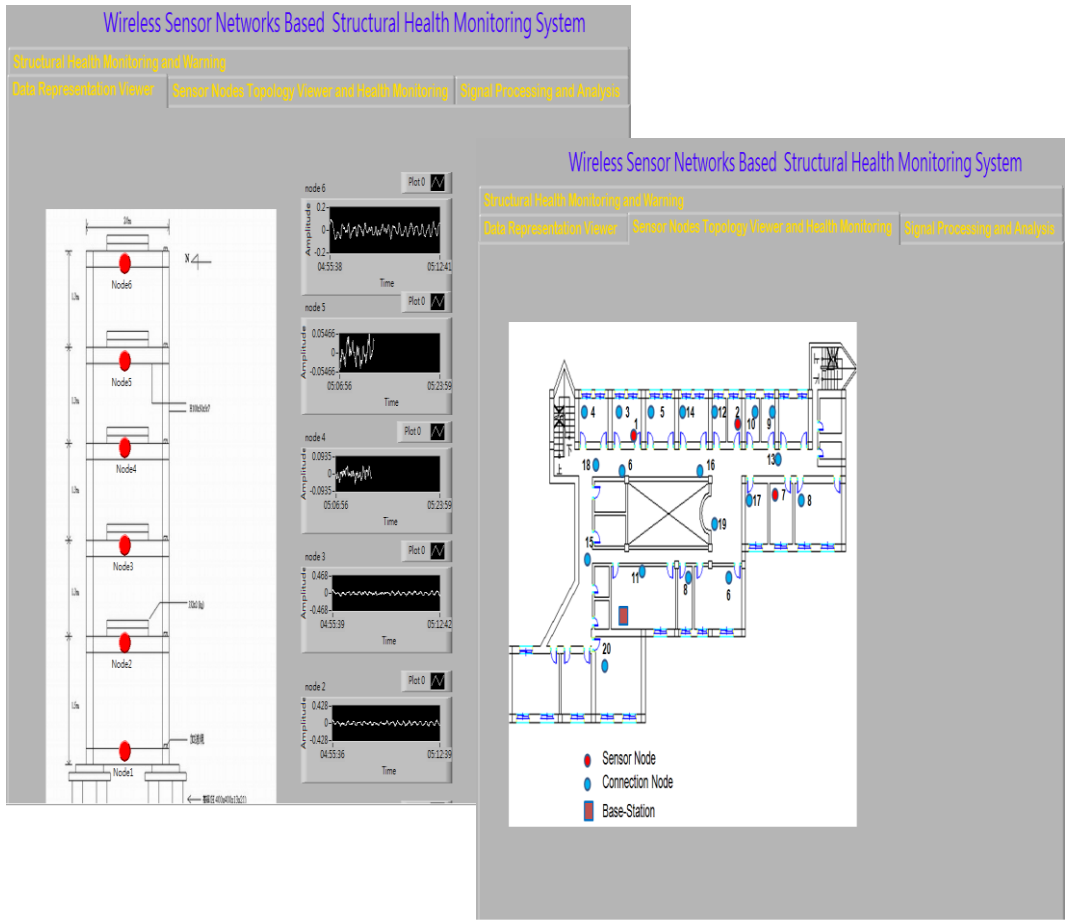 Wireless Sensor Networks Based Structural Health Monitoring System
Structural Health Monitoring and Warning
Data Representation Viewer
Sensor Nodes Topology Viewer and Health Monitoring
Signal Processing and Analysis
N
Node6
Node5
Node4
Node3
Node2
Node1
node 6
Plot 0
Amplitude
0.2
0
-0.2
04:55:38
05:12:41
Time
node 5
Plot 0
Amplitude
0.05466
0
-0.05466
05:06:56
05:23:59
Time
node 4
Plot 0
Amplitude
0.0935
0
-0.0935
05:06:56
05:23:59
Time
node 3
Plot 0
Amplitude
0.468
0
-0.468
04:55:39
05:12:42
Time
node 2
Plot 0
Amplitude
0.428
0
-0.428
04:55:36
05:12:39
Time
Wireless Sensor Networks Based Structural Health Monitoring System
Structural Health Monitoring and Warning
Data Representation Viewer
Sensor Nodes Topology Viewer and Health Monitoring
Signal Processing and Analysis
4
3
1
5
14
12
2
10
9
18
6
16
13
17
7
8
19
15
11
8
6
20
上
下
Sensor Node
Connection Node
Base-Station